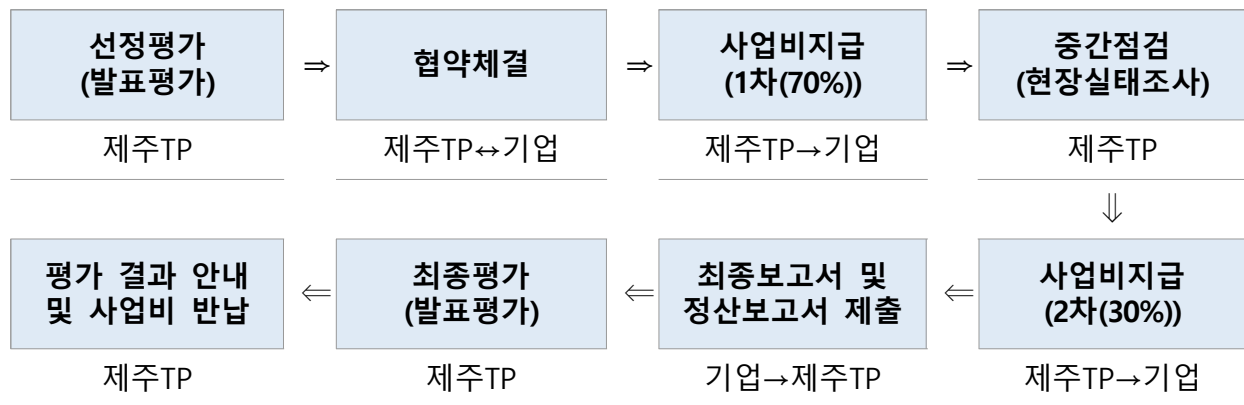 선정평가
(발표평가)
⇒
협약체결
⇒
사업비지급
(1차(70%))
⇒
중간점검
(현장실태조사)
제주TP
제주TP↔기업
제주TP→기업
제주TP
⇓
평가 결과 안내
및 사업비 반납
⇐
최종평가
(발표평가)
⇐
최종보고서 및
정산보고서 제출
⇐
사업비지급
(2차(30%))
제주TP
제주TP
기업→제주TP
제주TP→기업